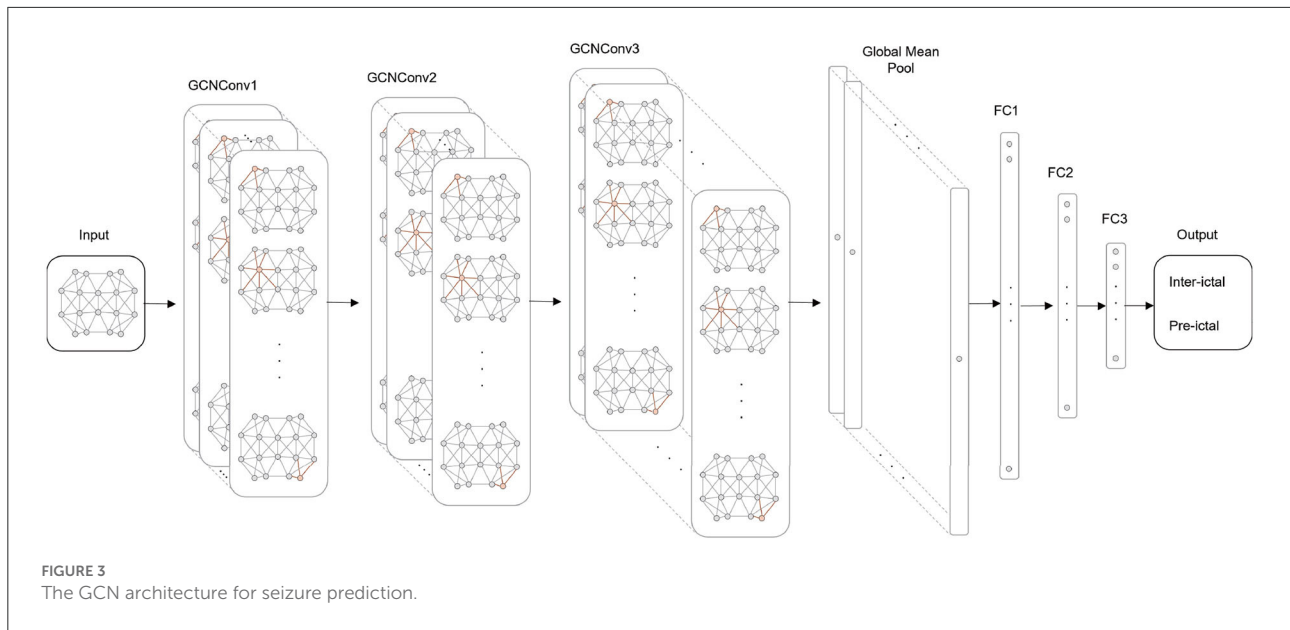 Input
GCNConv1
GCNConv2
GCNConv3
Global Mean
Pool
FC1
FC2
FC3
Output
Inter-ictal
Pre-ictal
FIGURE 3
The GCN architecture for seizure prediction.